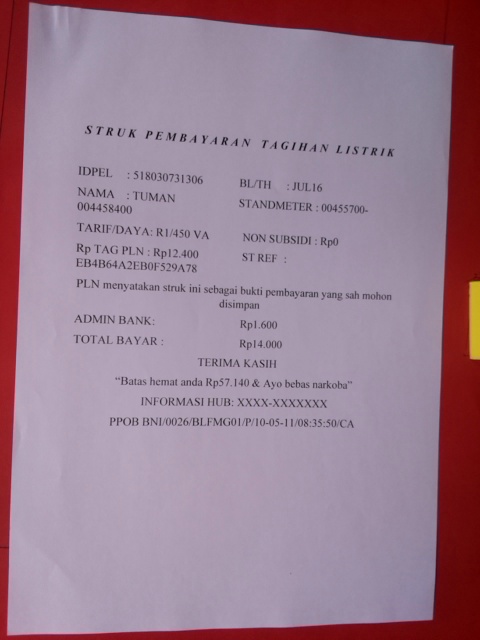 STRUK PEMBAYARAN TAGIHAN LISTRIK
IDPEL : 518030731306 BL/TH : JUL16
NAMA : TUMAN STANDMETER : 00455700-
004458400
TARIF/DAYA: R1/450 VA NON SUBSIDI : Rp0
Rp TAG PLN : Rp12.400 ST REF :
EB4B64A2EB0F529A78
PLN menyatakan struk ini sebagai bukti pembayaran yang sah mohon
disimpan
ADMIN BANK: Rp1.600
TOTAL BAYAR : Rp14.000
TERIMA KASIH
“Batas hemat anda Rp57.140 & Ayo bebas narkoba”
INFORMASI HUB: XXXX-XXXXXXX
PPOB BNI/0026/BLFMG01/P/10-05-11/08:35:50/CA